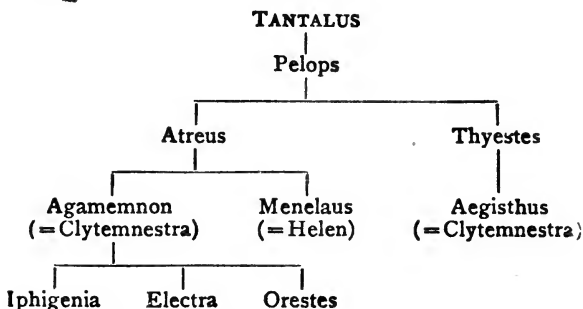 TANTALUS
Pelops
Atreus Thyestes
Agamemnon Menelaus Aegisthus
(=Clytemnestra) (=Helen) (=Clytemnestra)
Iphigenia Electra Orestes